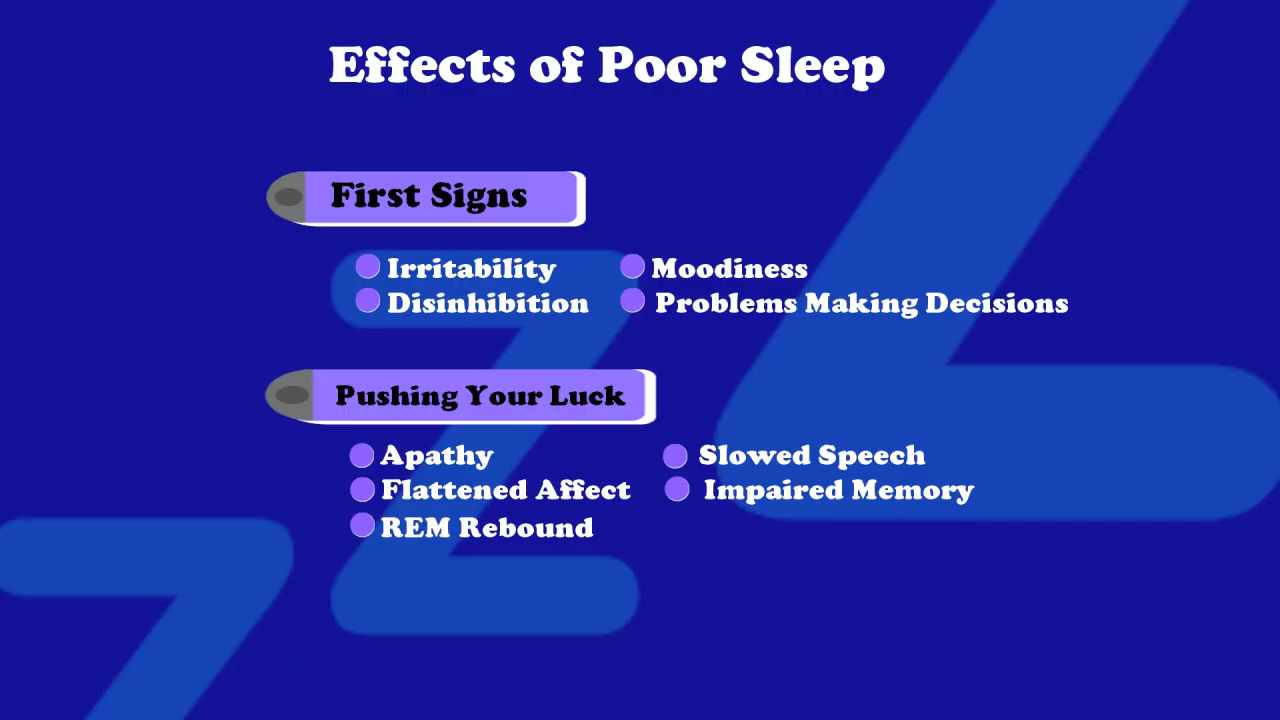 Effects of Poor Sleep
First Signs
Irritability
Moodiness
Disinhibition
Problems Making Decisions
Pushing Your Luck
Apathy
Slowed Speech
Flattened Affect
Impaired Memory
REM Rebound